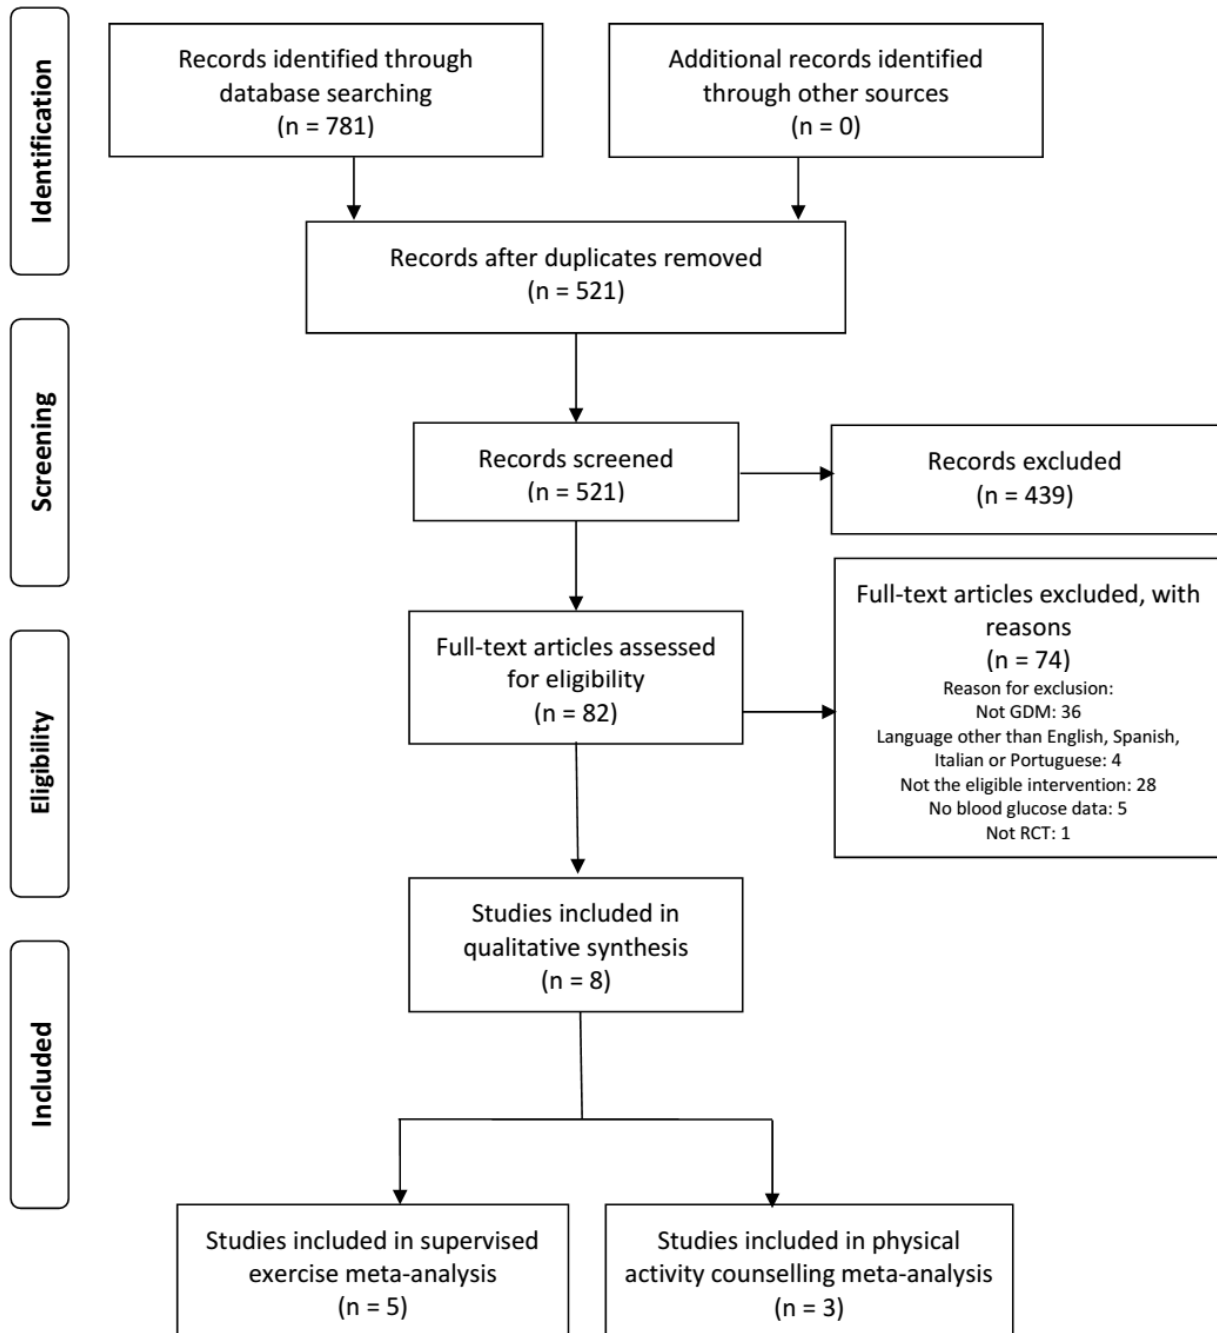 Identification
Records identified through
database searching
(n = 781)
Additional records identified
through other sources
(n = 0)
Records after duplicates removed
(n = 521)
Screening
Records screened
(n = 521)
Records excluded
(n = 439)
Eligibility
Full-text articles assessed
for eligibility
(n = 82)
Full-text articles excluded, with
reasons
(n = 74)
Reason for exclusion:
Not GDM: 36
Language other than English, Spanish,
Italian or Portuguese: 4
Not the eligible intervention: 28
No blood glucose data: 5
Not RCT: 1
Included
Studies included in
qualitative synthesis
(n = 8)
Studies included in supervised
exercise meta-analysis
(n = 5)
Studies included in physical
activity counselling meta-analysis
(n = 3)